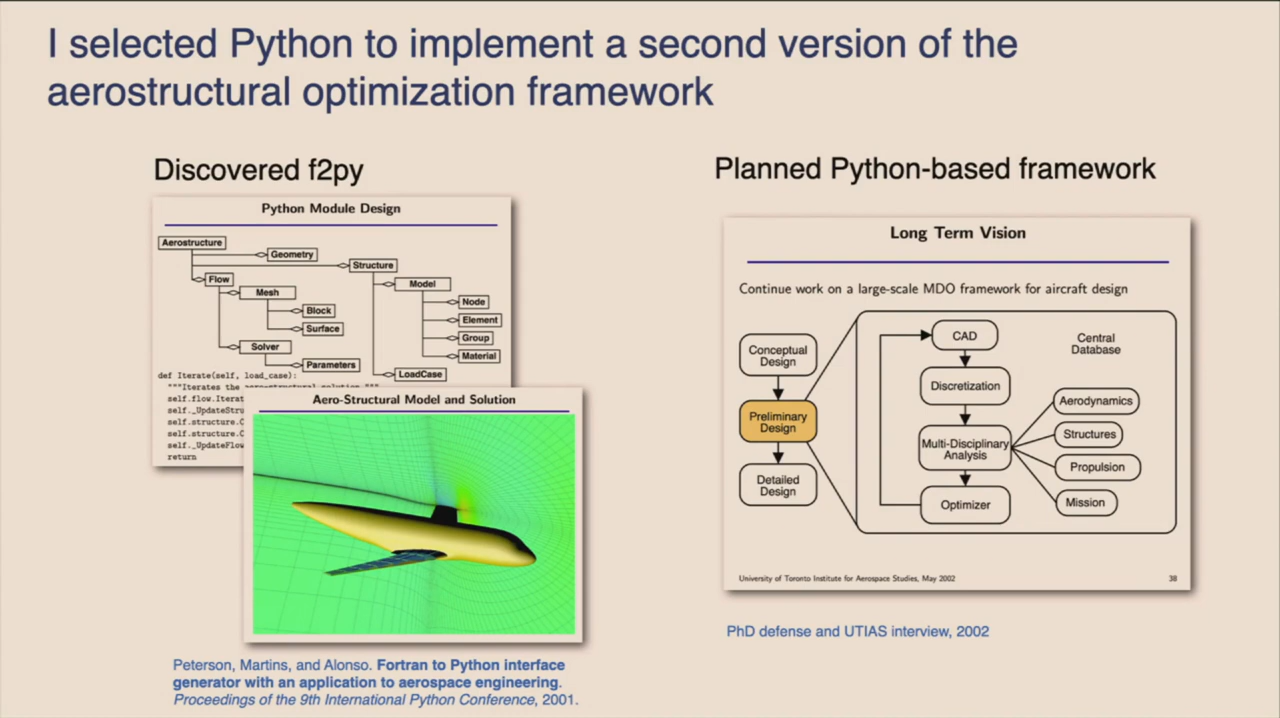 I selected Python to implement a second version of the
aerostructural optimization framework
Discovered f2py
Python Module Design
Aerostructure
Geometry
Structure
Flow
Model
Mesh
Node
Block
Element
Surface
Group
Solver
Material
Parameters
LoadCase
def Iterate(self, load_case):
"""Iterates the aero-structural solution """
self.flow.Iterat
self._UpdateStru
self.structure.C
self.structure.C
self._UpdateFlow
return
Aero-Structural Model and Solution
Peterson, Martins, and Alonso. Fortran to Python interface
generator with an application to aerospace engineering.
Proceedings of the 9th International Python Conference, 2001.
Planned Python-based framework
Long Term Vision
Continue work on a large-scale MDO framework for aircraft design
Conceptual
Design
Preliminary
Design
Detailed
Design
CAD
Central
Database
Discretization
Aerodynamics
Multi-Disciplinary
Analysis
Structures
Propulsion
Optimizer
Mission
University of Toronto Institute for Aerospace Studies, May 2002
38
PhD defense and UTIAS interview, 2002